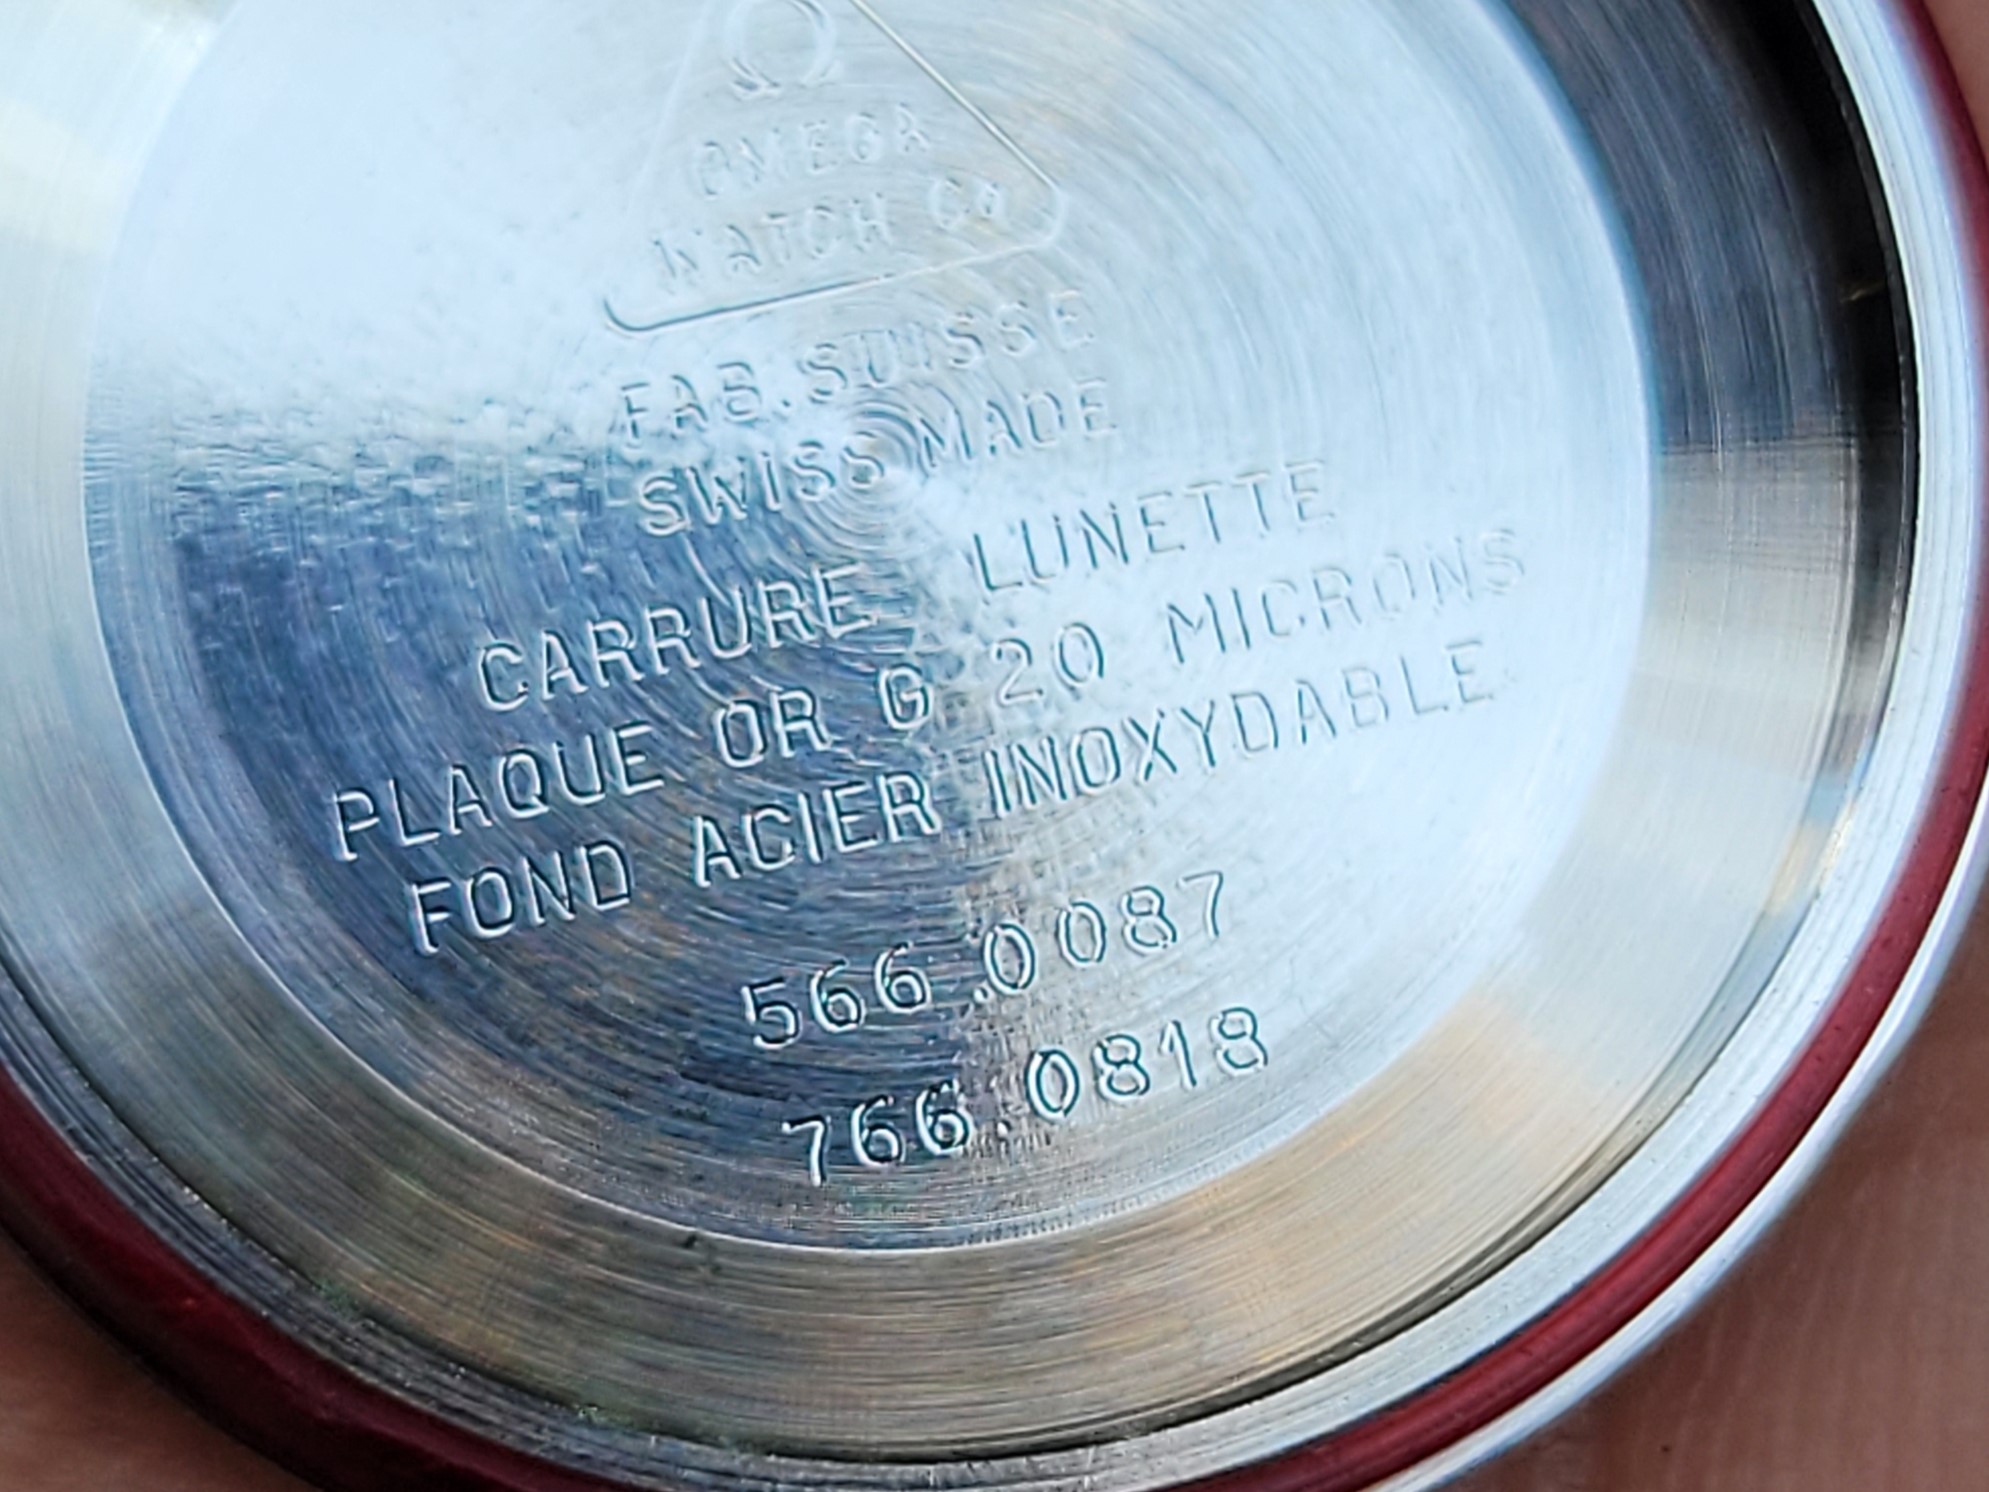 Ω
OMEGA
WATCH Co
FAB. SUISSE
SWISS MADE
CARRURE LUNETTE
PLAQUE OR G 20 MICRONS
FOND ACIER INOXYDABLE
566.0087
766.0818